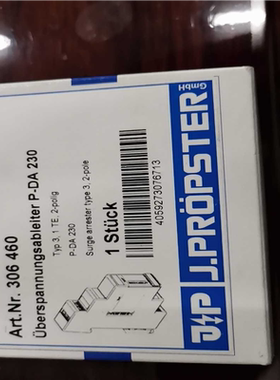 Art.Nr. 306 460
Überspannungsableiter P-DA 230
Typ 3, 1 TE, 2-polig
P-DA 230
Surge arrester type 3, 2-pole
1 Stück
4059273076713
J.PRÖPSTER
GmbH